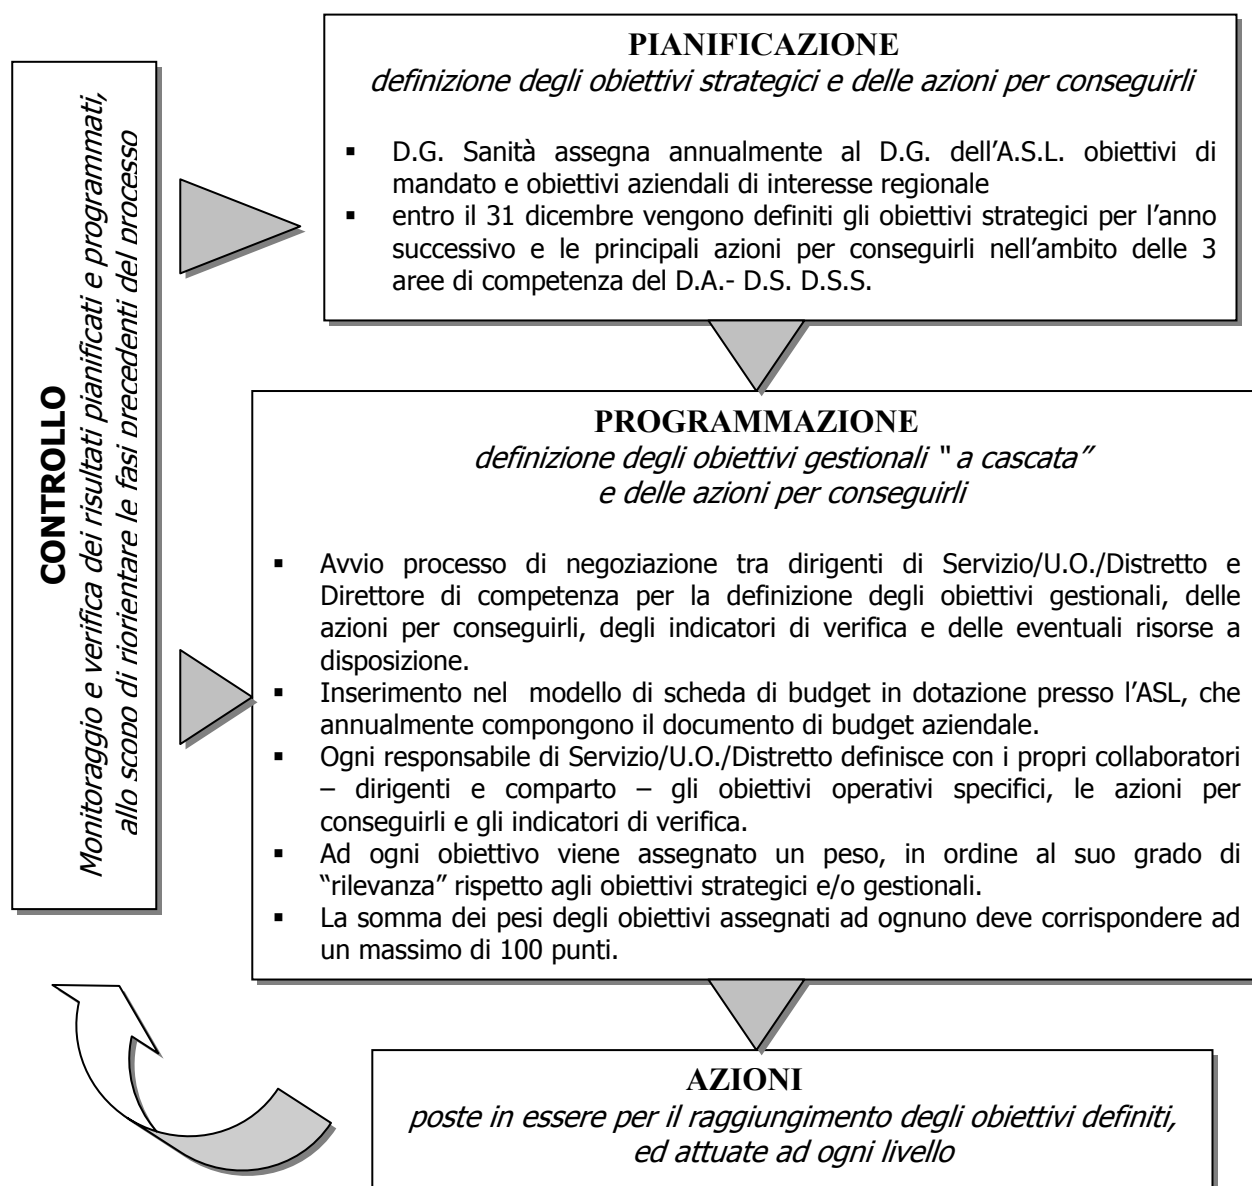 PIANIFICAZIONE
definizione degli obiettivi strategici e delle azioni per conseguirli
▪ D.G. Sanità assegna annualmente al D.G. dell’A.S.L. obiettivi di
mandato e obiettivi aziendali di interesse regionale
▪ entro il 31 dicembre vengono definiti gli obiettivi strategici per l’anno
successivo e le principali azioni per conseguirli nell’ambito delle 3
aree di competenza del D.A.- D.S. D.S.S.
CONTROLLO
Monitoraggio e verifica dei risultati pianificati e programmati,
allo scopo di riorientare le fasi precedenti del processo
PROGRAMMAZIONE
definizione degli obiettivi gestionali “ a cascata”
e delle azioni per conseguirli
▪ Avvio processo di negoziazione tra dirigenti di Servizio/U.O./Distretto e
Direttore di competenza per la definizione degli obiettivi gestionali, delle
azioni per conseguirli, degli indicatori di verifica e delle eventuali risorse a
disposizione.
▪ Inserimento nel modello di scheda di budget in dotazione presso l’ASL, che
annualmente compongono il documento di budget aziendale.
▪ Ogni responsabile di Servizio/U.O./Distretto definisce con i propri collaboratori
– dirigenti e comparto – gli obiettivi operativi specifici, le azioni per
conseguirli e gli indicatori di verifica.
▪ Ad ogni obiettivo viene assegnato un peso, in ordine al suo grado di
“rilevanza” rispetto agli obiettivi strategici e/o gestionali.
▪ La somma dei pesi degli obiettivi assegnati ad ognuno deve corrispondere ad
un massimo di 100 punti.
AZIONI
poste in essere per il raggiungimento degli obiettivi definiti,
ed attuate ad ogni livello